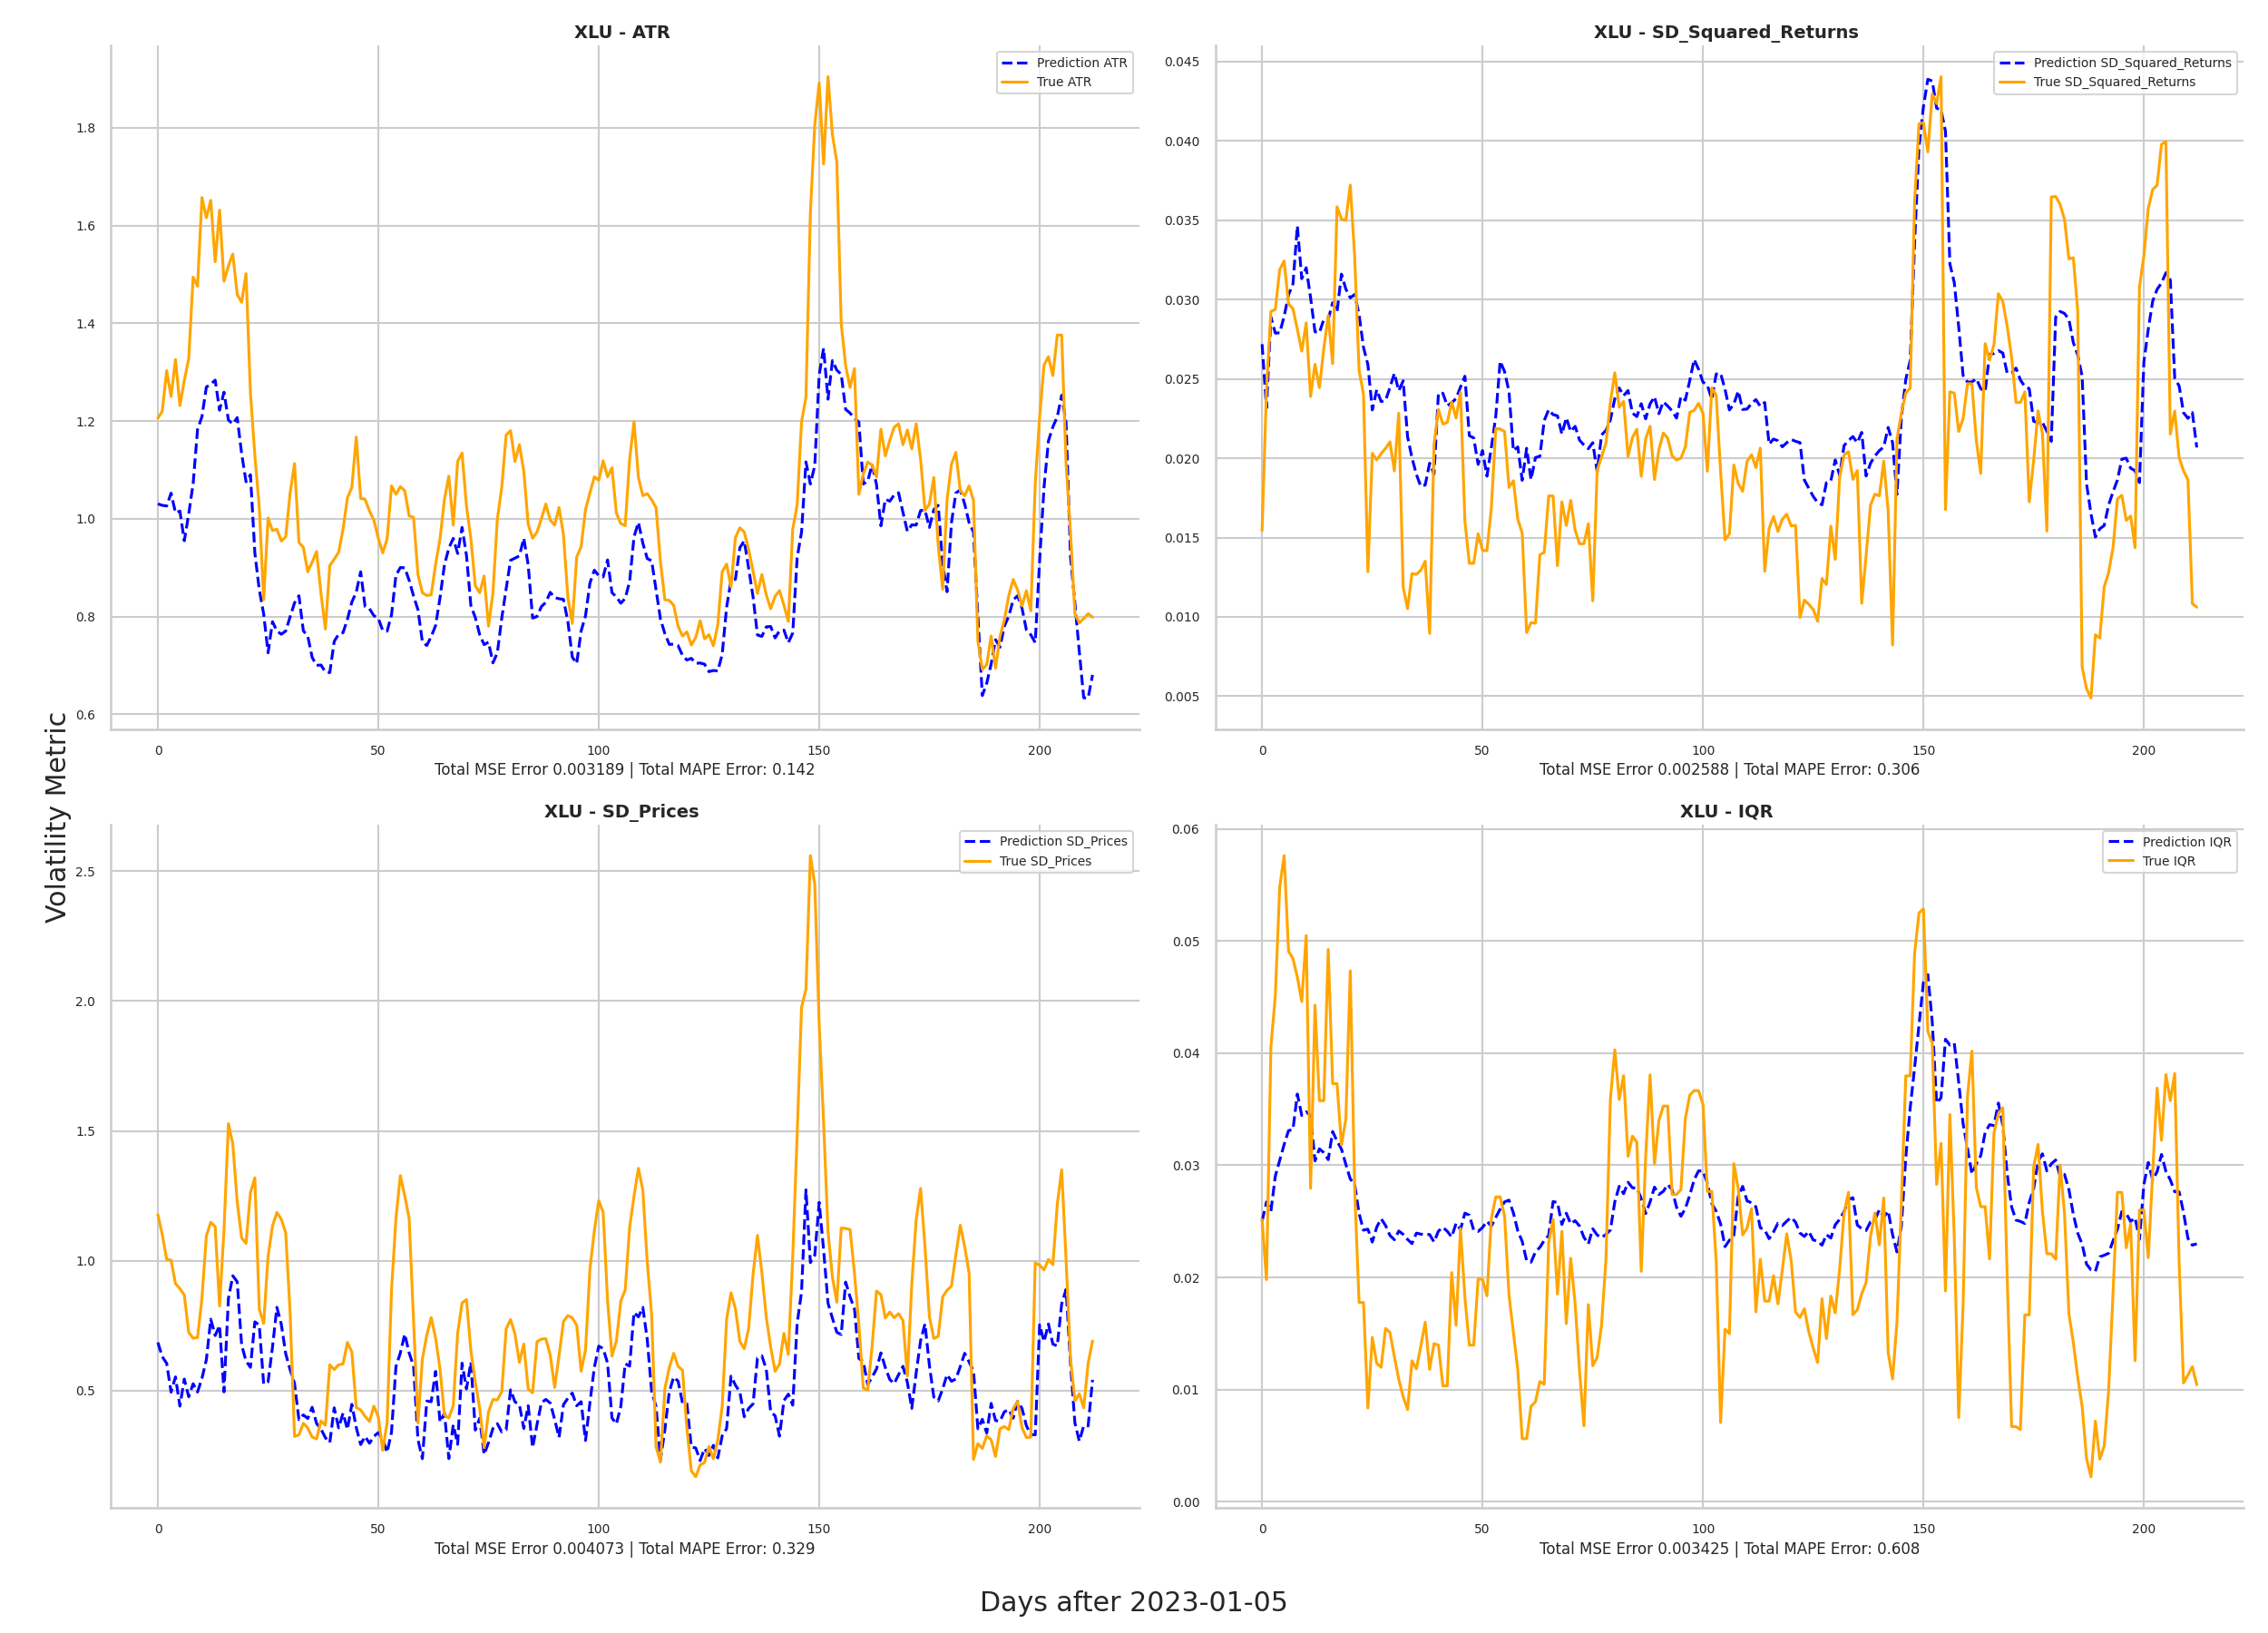 XLU - ATR
Prediction ATR
True ATR
1.8
1.6
1.4
1.2
1.0
0.8
0.6
0
50
100
150
200
Total MSE Error 0.003189 | Total MAPE Error: 0.142
XLU - SD_Squared_Returns
Prediction SD_Squared_Returns
True SD_Squared_Returns
0.045
0.040
0.035
0.030
0.025
0.020
0.015
0.010
0.005
0
50
100
150
200
Total MSE Error 0.002588 | Total MAPE Error: 0.306
Volatility Metric
XLU - SD_Prices
Prediction SD_Prices
True SD_Prices
2.5
2.0
1.5
1.0
0.5
0
50
100
150
200
Total MSE Error 0.004073 | Total MAPE Error: 0.329
XLU - IQR
Prediction IQR
True IQR
0.06
0.05
0.04
0.03
0.02
0.01
0.00
0
50
100
150
200
Total MSE Error 0.003425 | Total MAPE Error: 0.608
Days after 2023-01-05